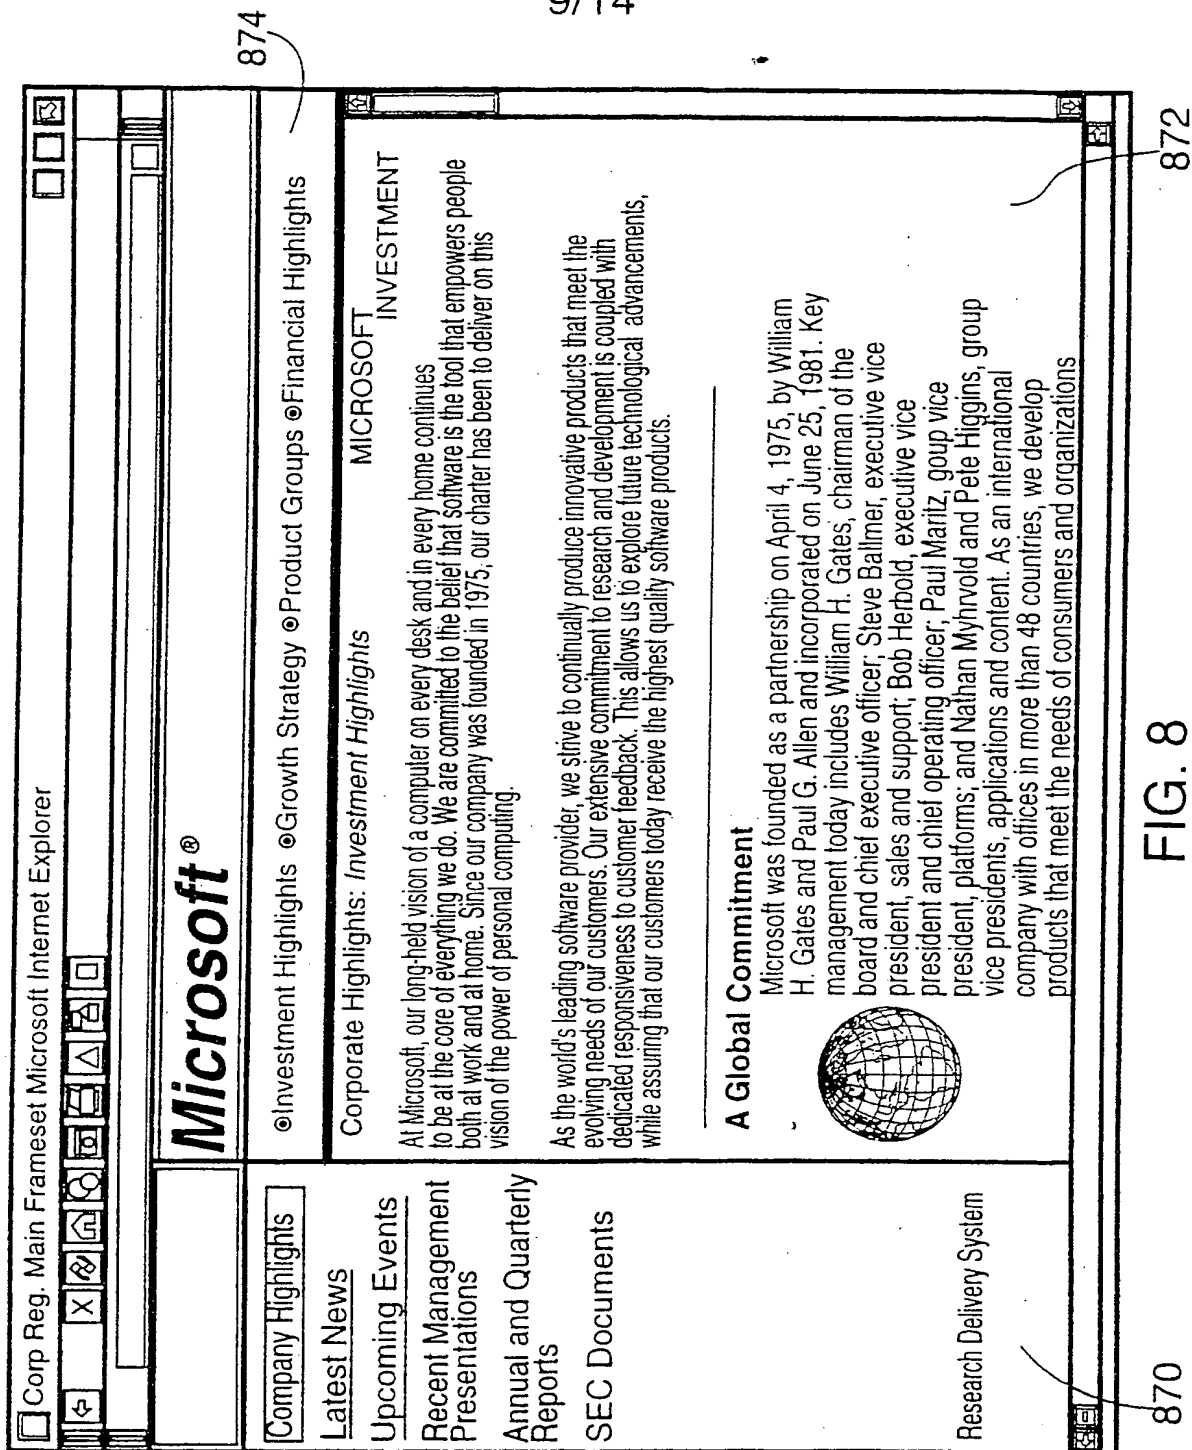 9/14
Corp Reg. Main Frameset Microsoft Internet Explorer
Microsoft®
Company Highlights
Latest News
Upcoming Events
Recent Management
Presentations
Annual and Quarterly
Reports
SEC Documents
Research Delivery System
Investment Highlights Growth Strategy Product Groups Financial Highlights
Corporate Highlights: Investment Highlights
MICROSOFT
INVESTMENT
At Microsoft, our long-held vision of a computer on every desk and in every home continues
to be at the core of everything we do. We are committed to the belief that software is the tool that empowers people
both at work and at home. Since our company was founded in 1975, our charter has been to deliver on this
vision of the power of personal computing.
As the world's leading software provider, we strive to continually produce innovative products that meet the
evolving needs of our customers. Our extensive commitment to research and development is coupled with
dedicated responsiveness to customer feedback. This allows us to explore future technological advancements,
while assuring that our customers today receive the highest quality software products.
A Global Commitment
Microsoft was founded as a partnership on April 4, 1975, by William
H. Gates and Paul G. Allen and incorporated on June 25, 1981. Key
management today includes William H. Gates, chairman of the
board and chief executive officer; Steve Ballmer, executive vice
president, sales and support; Bob Herbold, executive vice
president and chief operating officer; Paul Maritz, goup vice
president, platforms; and Nathan Myhrvold and Pete Higgins, group
vice presidents, applications and content. As an international
company with offices in more than 48 countries, we develop
products that meet the needs of consumers and organizations
874
872
870
FIG. 8